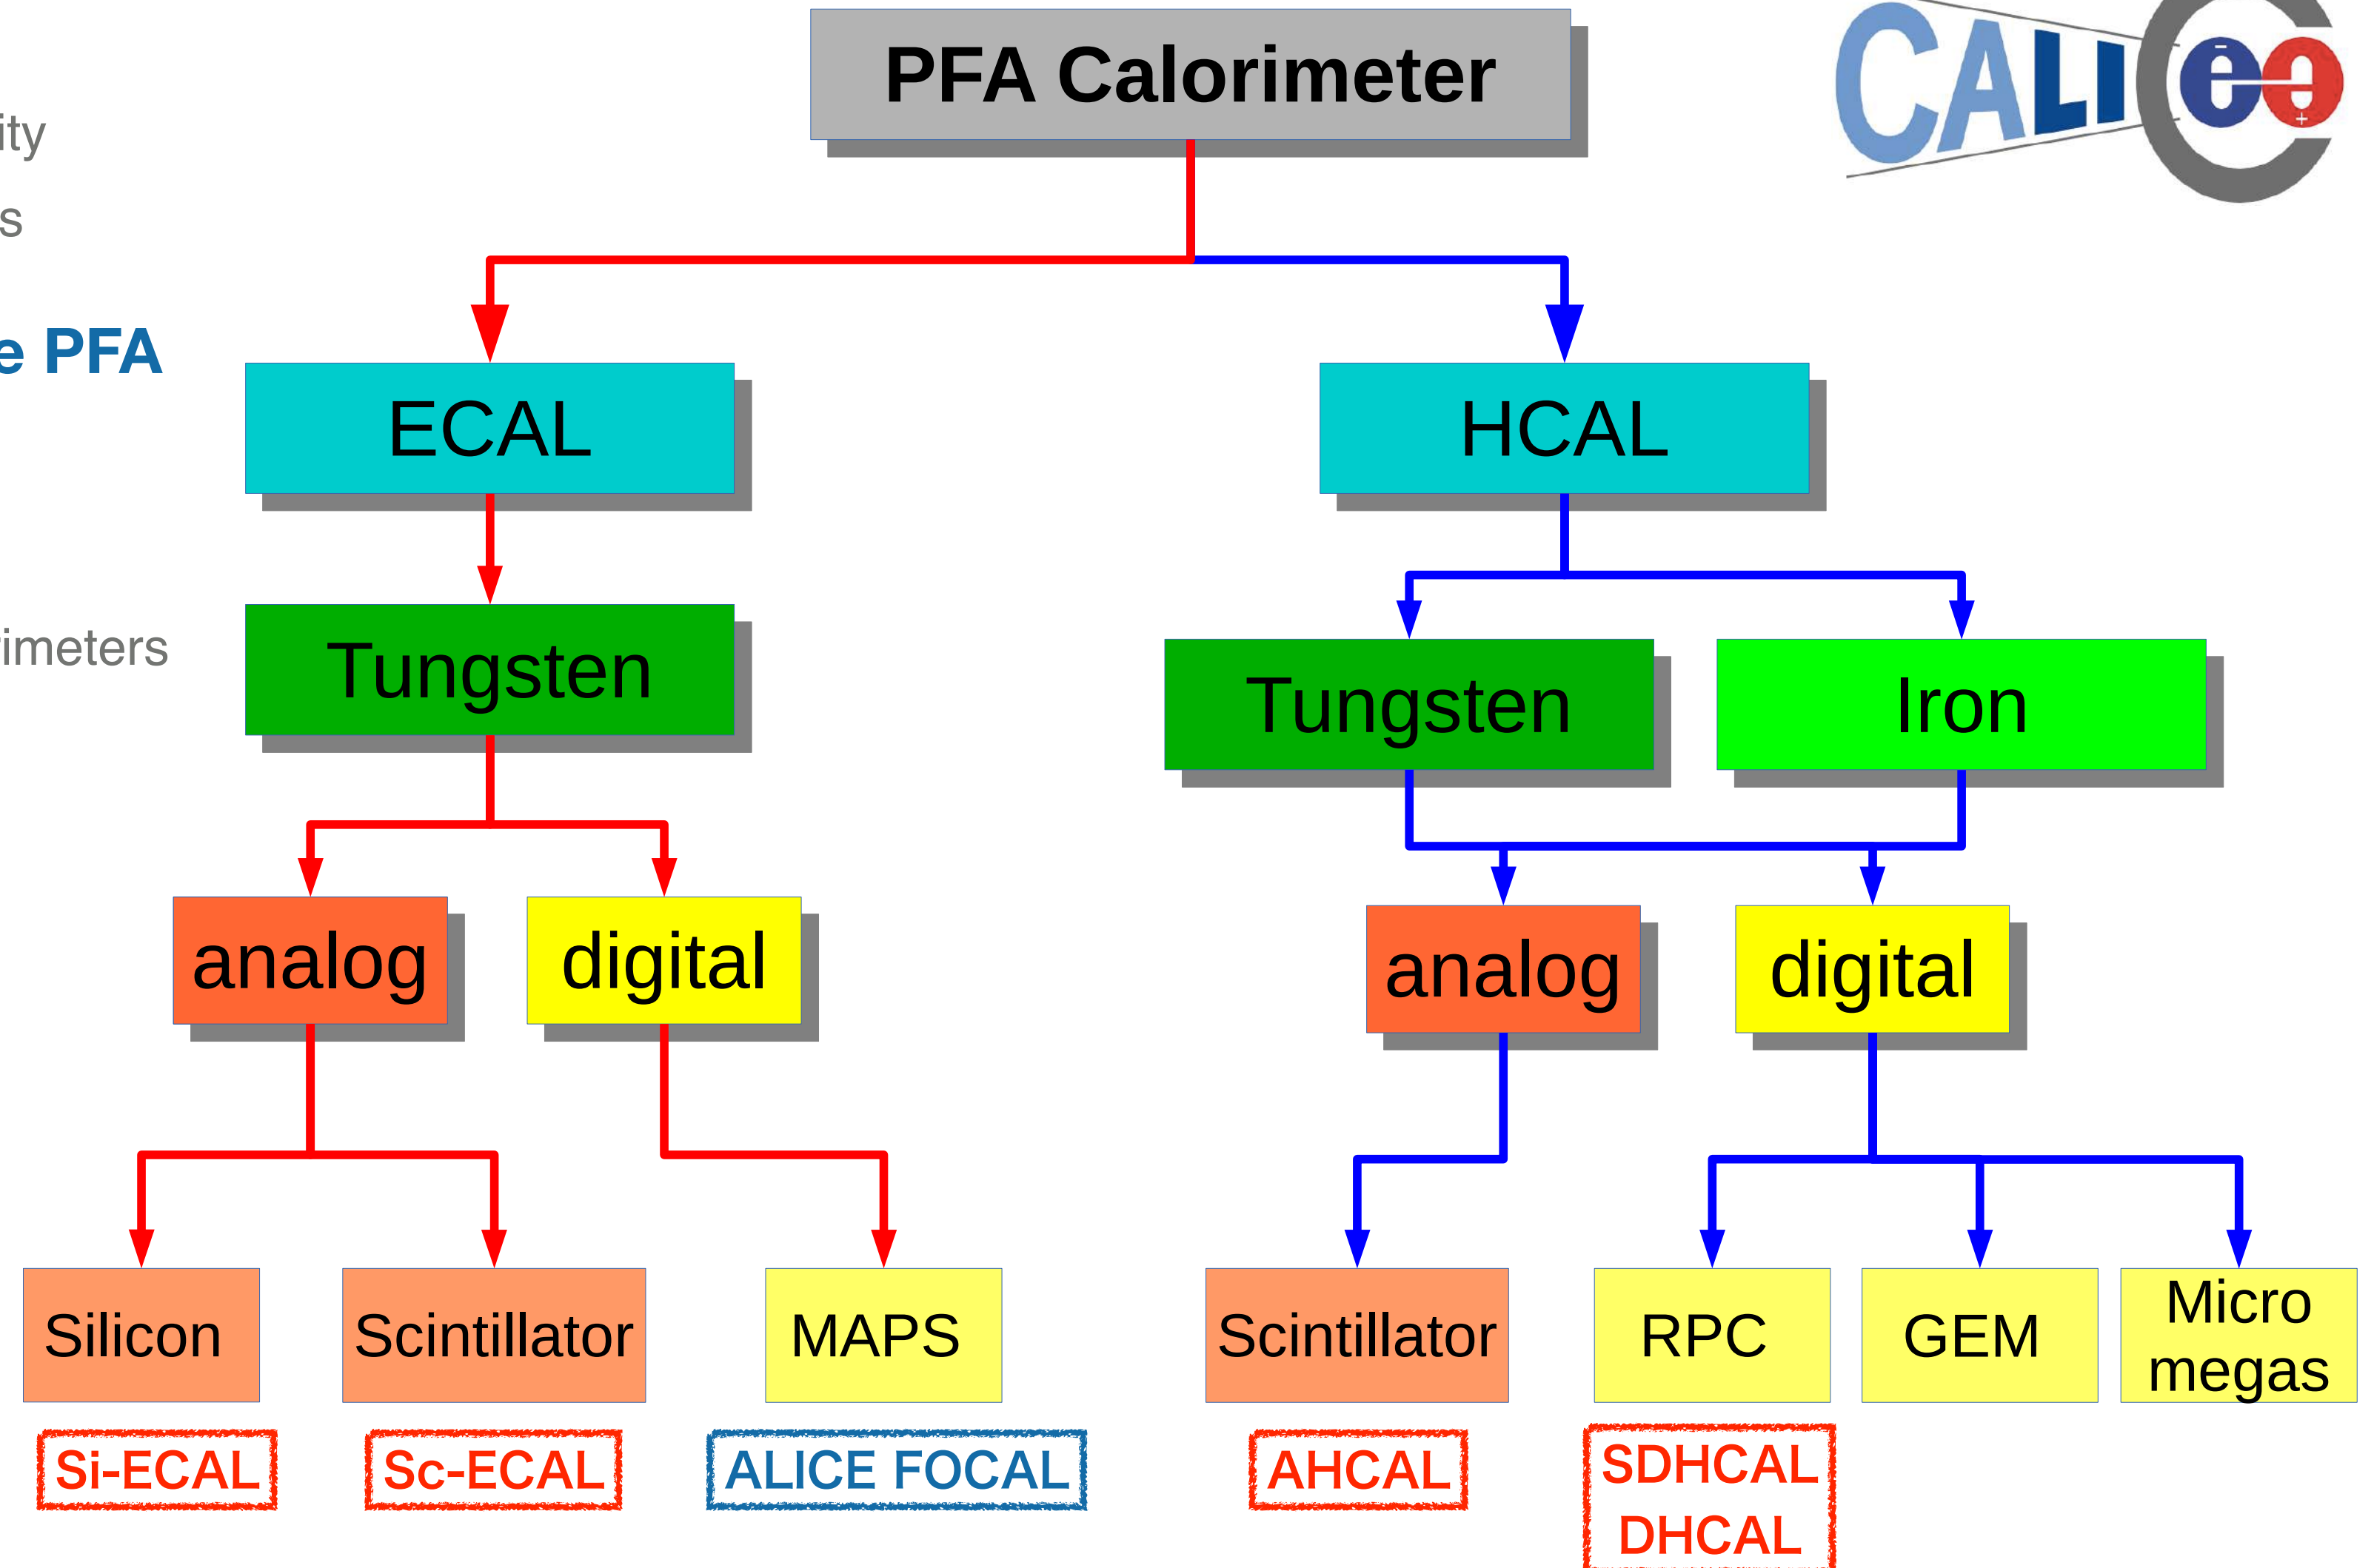 PFA Calorimeter
CALICe
e
- +
ity
s
e PFA
ECAL
HCAL
imeters
Tungsten
Tungsten
Iron
analog
digital
analog
digital
Silicon
Scintillator
MAPS
Scintillator
RPC
GEM
Micro
megas
Si-ECAL
Sc-ECAL
ALICE FOCAL
AHCAL
SDHCAL
DHCAL